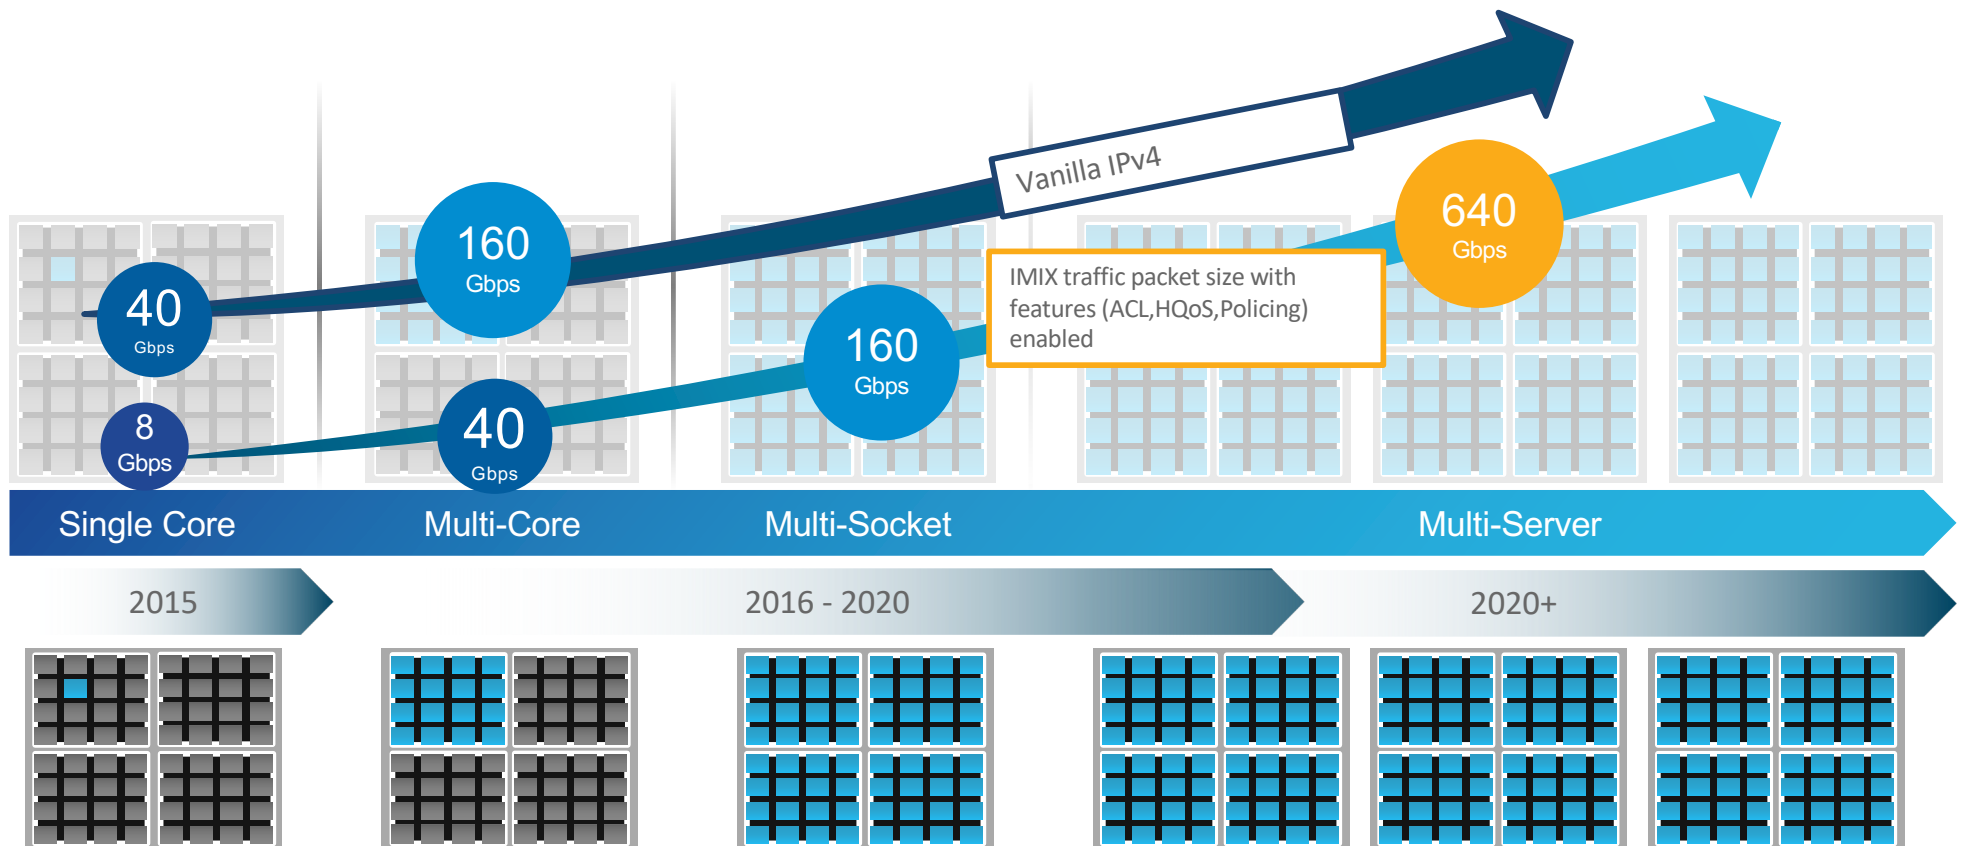 Vanilla IPv4
640
Gbps
160
Gbps
IMIX traffic packet size with
features (ACL,HQoS,Policing)
enabled
40
Gbps
160
Gbps
8
Gbps
40
Gbps
Single Core
Multi-Core
Multi-Socket
Multi-Server
2015
2016 - 2020
2020+